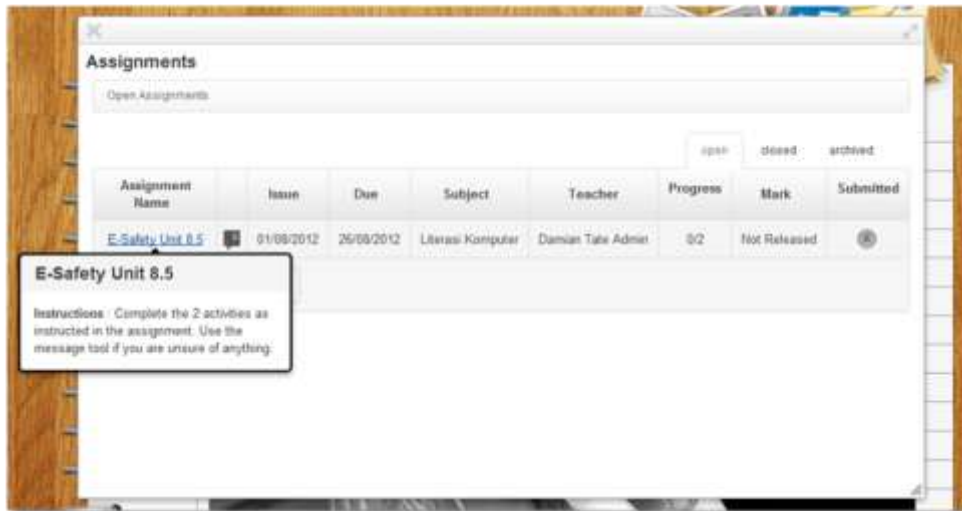 Assignments
Open Assignments
open closed archived
Assignment Name Issue Due Subject Teacher Progress Mark Submitted
E-Safety Unit 8.5 01/08/2012 26/08/2012 Literasi Komputer Damian Tate Admin 0/2 Not Released
E-Safety Unit 8.5
Instructions : Complete the 2 activities as
instructed in the assignment. Use the
message tool if you are unsure of anything.